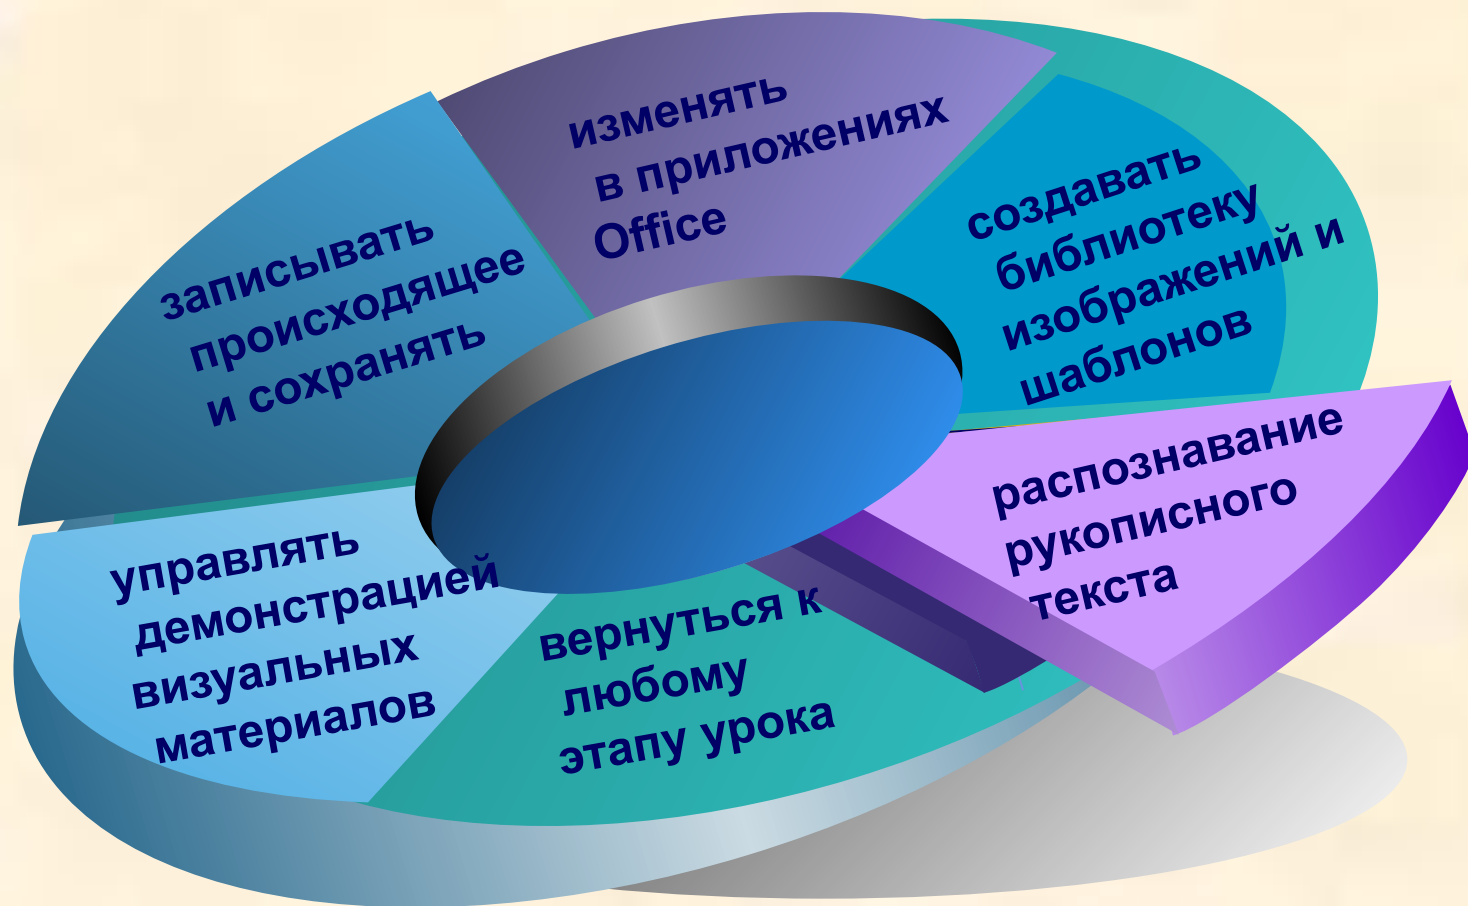 изменять
в приложениях
Office
создавать
библиотеку
изображений и
шаблонов
распознавание
рукописного
текста
вернуться к
любому
этапу урока
управлять
демонстрацией
визуальных
материалов
записывать
происходящее
и сохранять